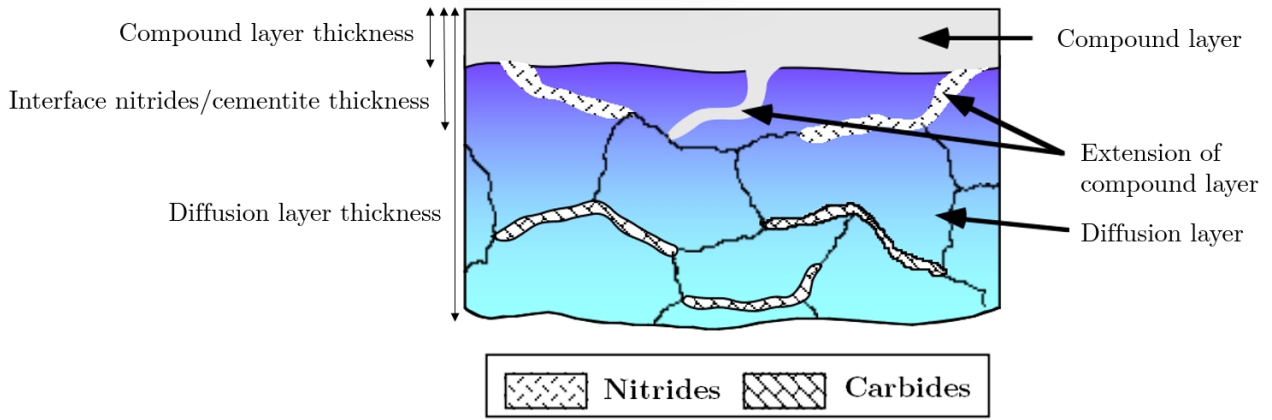 Compound layer thickness
Compound layer
Interface nitrides/cementite thickness
Extension of
compound layer
Diffusion layer thickness
Diffusion layer
Nitrides
Carbides